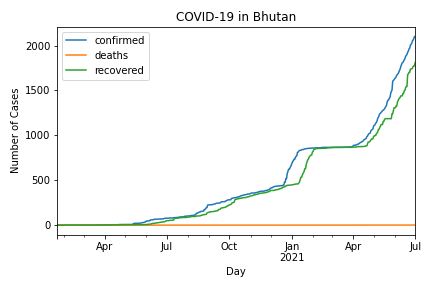 COVID-19 in Bhutan
confirmed
deaths
recovered
Number of Cases
2000
1500
1000
500
0
Apr Jul Oct Jan Apr Jul
2021
Day